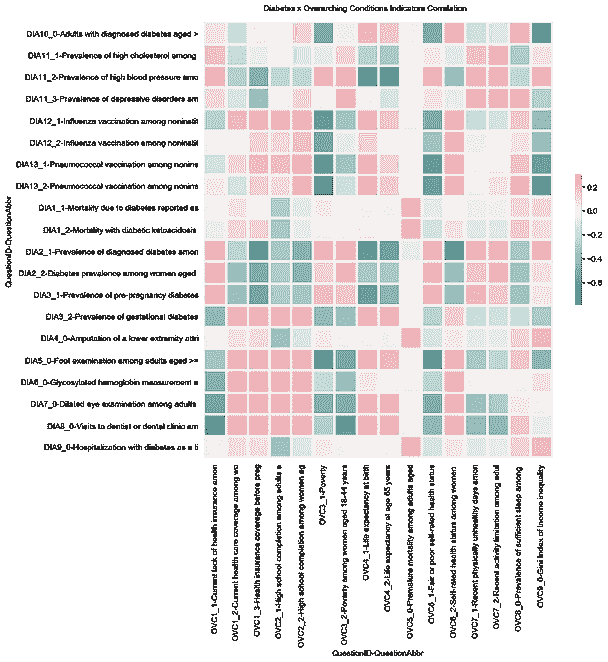 Diabetes x Overarching Conditions Indicators Correlation
DIA10_0-Adults with diagnosed diabetes aged >
DIA11_1-Prevalence of high cholesterol among
DIA11_2-Prevalence of high blood pressure amo
DIA11_3-Prevalence of depressive disorders am
DIA12_1-Influenza vaccination among noninstit
DIA12_2-Influenza vaccination among noninstit
DIA13_1-Pneumococcal vaccination among nonins
DIA13_2-Pneumococcal vaccination among nonins
DIA1_1-Mortality due to diabetes reported as
DIA1_2-Mortality with diabetic ketoacidosis
DIA2_1-Prevalence of diagnosed diabetes amon
DIA2_2-Diabetes prevalence among women aged
DIA3_1-Prevalence of pre-pregnancy diabetes
DIA3_2-Prevalence of gestational diabetes
DIA4_0-Amputation of a lower extremity attri
DIA5_0-Foot examination among adults aged >=
DIA6_0-Glycosylated hemoglobin measurement a
DIA7_0-Dilated eye examination among adults
DIA8_0-Visits to dentist or dental clinic am
DIA9_0-Hospitalization with diabetes as a li
QuestionID-QuestionAbbr
0.2
0.0
−0.2
−0.4
−0.6
OVC1_1-Current lack of health insurance amon
OVC1_2-Current health care coverage among wo
OVC1_3-Health insurance coverage before preg
OVC2_1-High school completion among adults a
OVC2_2-High school completion among women ag
OVC3_1-Poverty
OVC3_2-Poverty among women aged 18-44 years
OVC4_1-Life expectancy at birth
OVC4_2-Life expectancy at age 65 years
OVC5_0-Premature mortality among adults aged
OVC6_1-Fair or poor self-rated health status
OVC6_2-Self-rated health status among women
OVC7_1-Recent physically unhealthy days amon
OVC7_2-Recent activity limitation among adul
OVC8_0-Prevalence of sufficient sleep among
OVC9_0-Gini Index of income inequality
QuestionID-QuestionAbbr